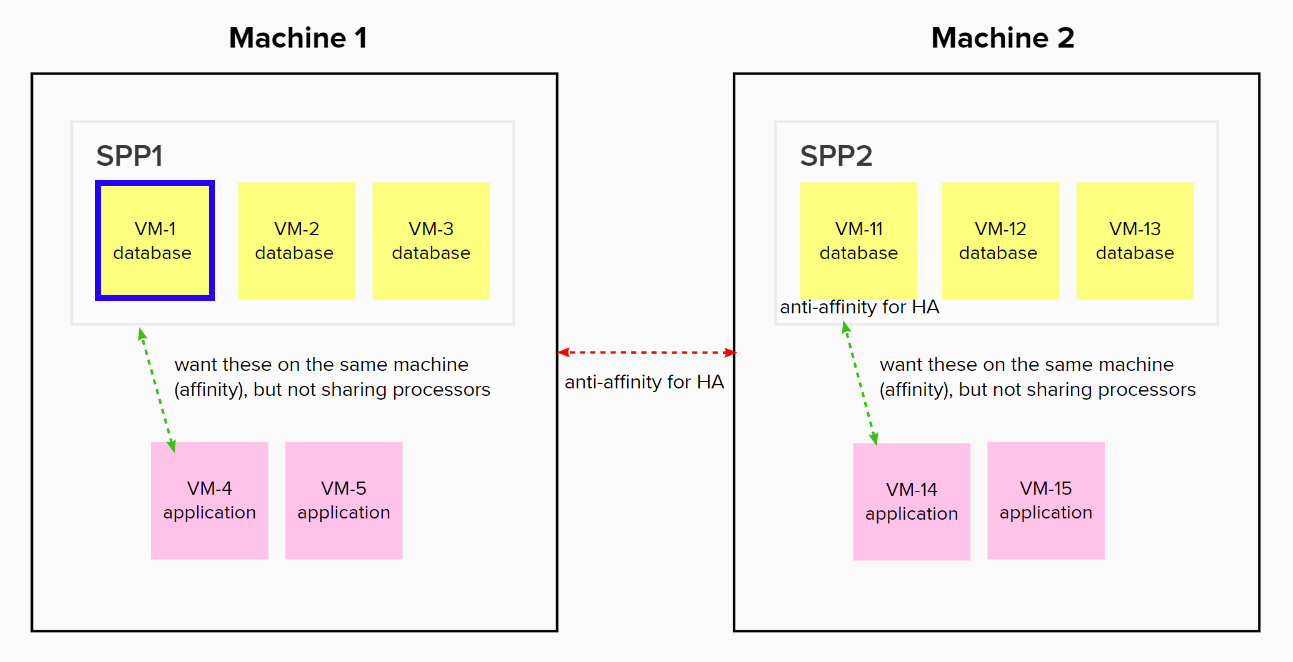 Machine 1
SPP1
VM-1
database
VM-2
database
VM-3
database
want these on the same machine
(affinity), but not sharing processors
VM-4
application
VM-5
application
anti-affinity for HA
Machine 2
SPP2
VM-11
database
VM-12
database
VM-13
database
anti-affinity for HA
want these on the same machine
(affinity), but not sharing processors
VM-14
application
VM-15
application